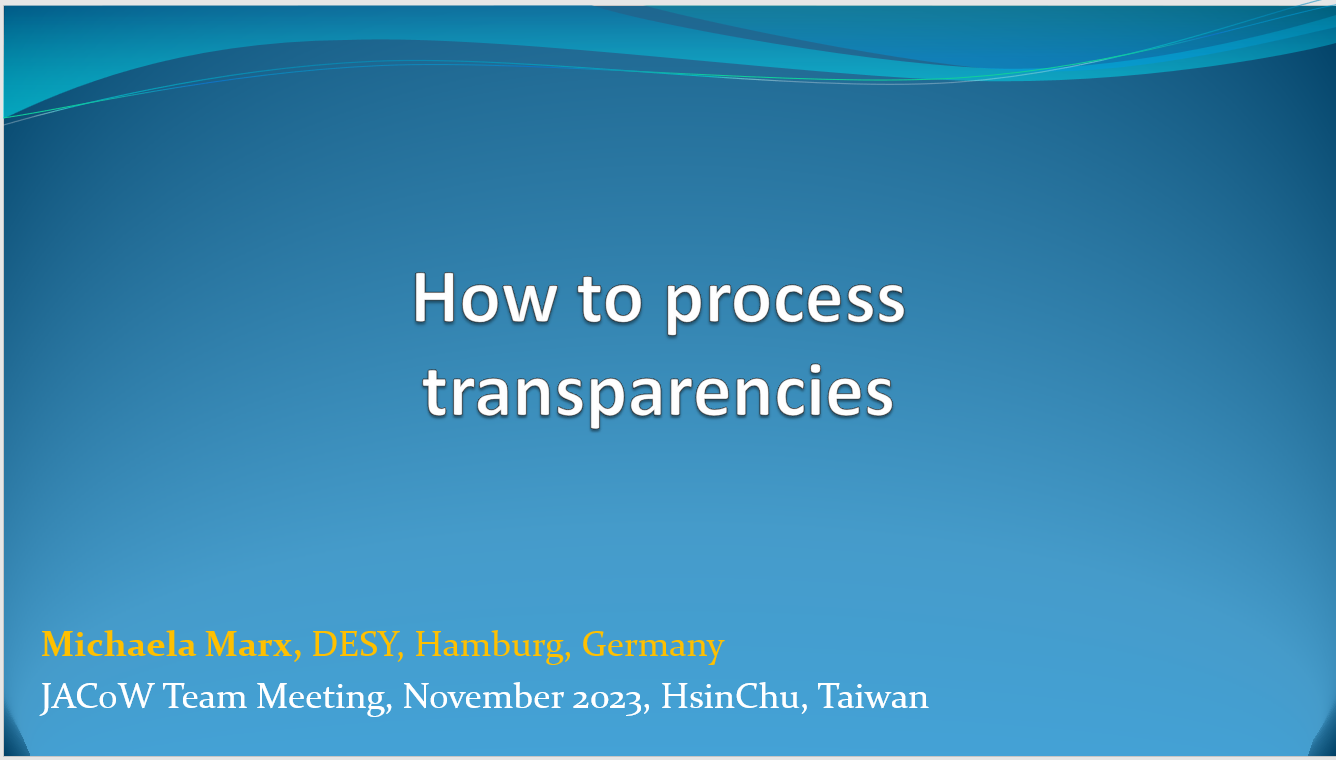 How to process
transparencies
Michaela Marx, DESY, Hamburg, Germany
JACoW Team Meeting, November 2023, HsinChu, Taiwan